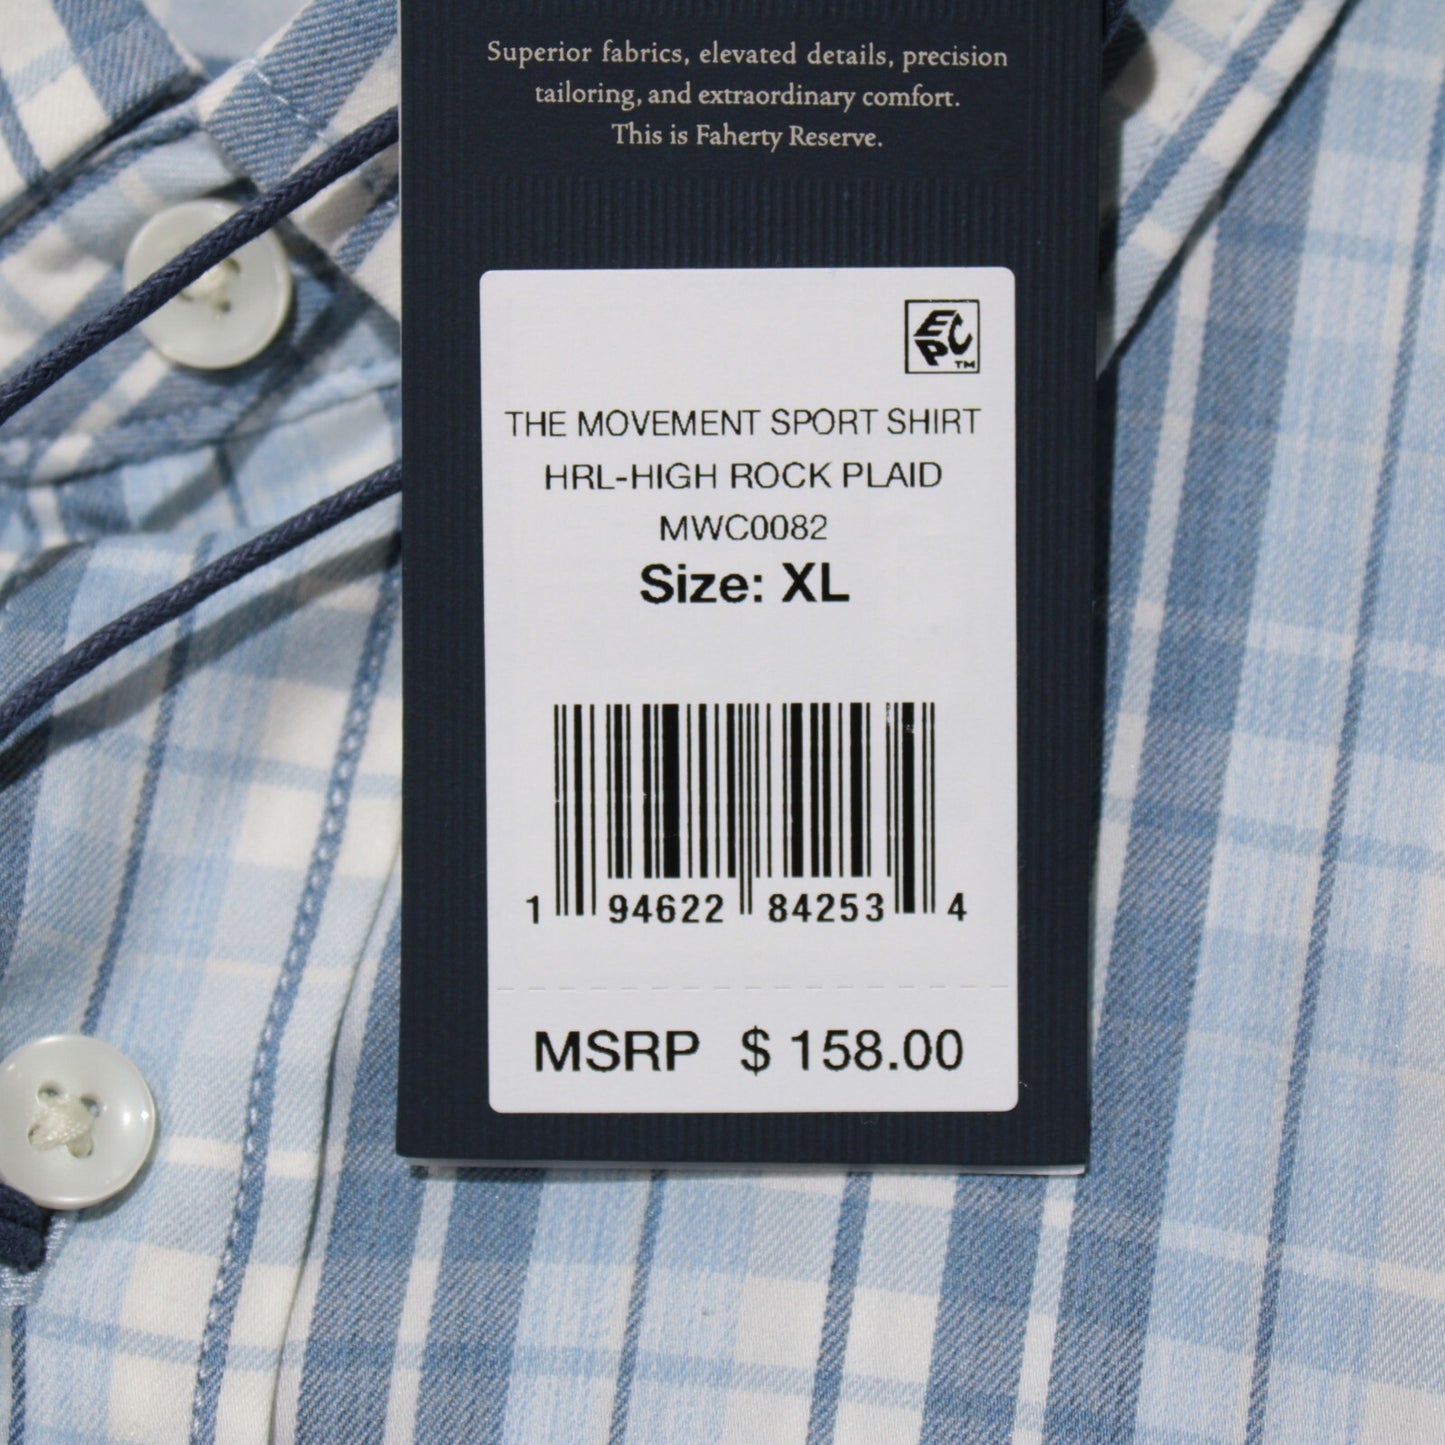 Superior fabrics, elevated details, precision
tailoring, and extraordinary comfort.
This is Faherty Reserve.
EPC™
THE MOVEMENT SPORT SHIRT
HRL-HIGH ROCK PLAID
MWC0082
Size: XL
1 94622 84253 4
MSRP $ 158.00